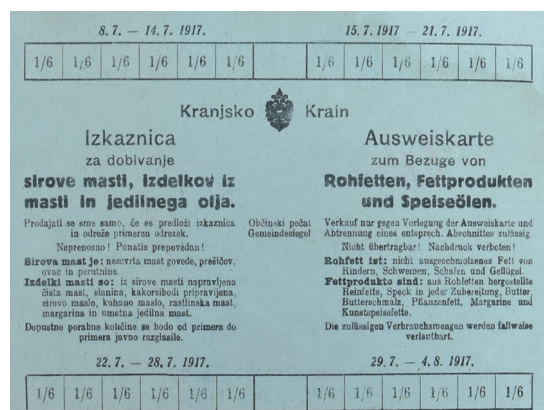 8. 7. — 14. 7. 1917.
15. 7. 1917 — 21. 7. 1917.
1/6 1/6 1/6 1/6 1/6 1/6
1/6 1/6 1/6 1/6 1/6 1/6
Kranjsko
Krain
Izkaznica
za dobivanje
sirove masti, izdelkov iz
masti in jedilnega olja.
Prodajati se sme samo, če se predloži izkaznica
in odreže primeren odrezek.
Neprenosno! Ponatis prepovedan!
Sirova mast je: nescvrta mast govede, prešičev,
ovac in perutnine.
Izdelki masti so: iz sirove masti napravljena
čista mast, slanina, kakorsibodi pripravljena,
sirovo maslo, kuhano maslo, rastlinska mast,
margarina in umetna jedilna mast.
Dopustne porabne količine se bodo od primera do
primera javno razglasile.
Občinski pečat
Gemeindesiegel
Ausweiskarte
zum Bezuge von
Rohfetten, Fettprodukten
und Speiseölen.
Verkauf nur gegen Vorlegung der Ausweiskarte und
Abtrennung eines entsprech. Abschnittes zulässig
Nicht übertragbar! Nachdruck verboten!
Rohfett ist: nicht ausgeschmolzenes Fett von
Rindern, Schweinen, Schafen und Geflügel.
Fettprodukte sind: aus Rohfetten hergestellte
Reinfette, Speck in jeder Zubereitung, Butter,
Butterschmalz, Pflanzenfett, Margarine und
Kunstspeisefette.
Die zulässigen Verbrauchsmengen werden fallweise
verlautbart.
22. 7. — 28. 7. 1917.
29. 7. — 4. 8. 1917.
1/6 1/6 1/6 1/6 1/6 1/6
1/6 1/6 1/6 1/6 1/6 1/6